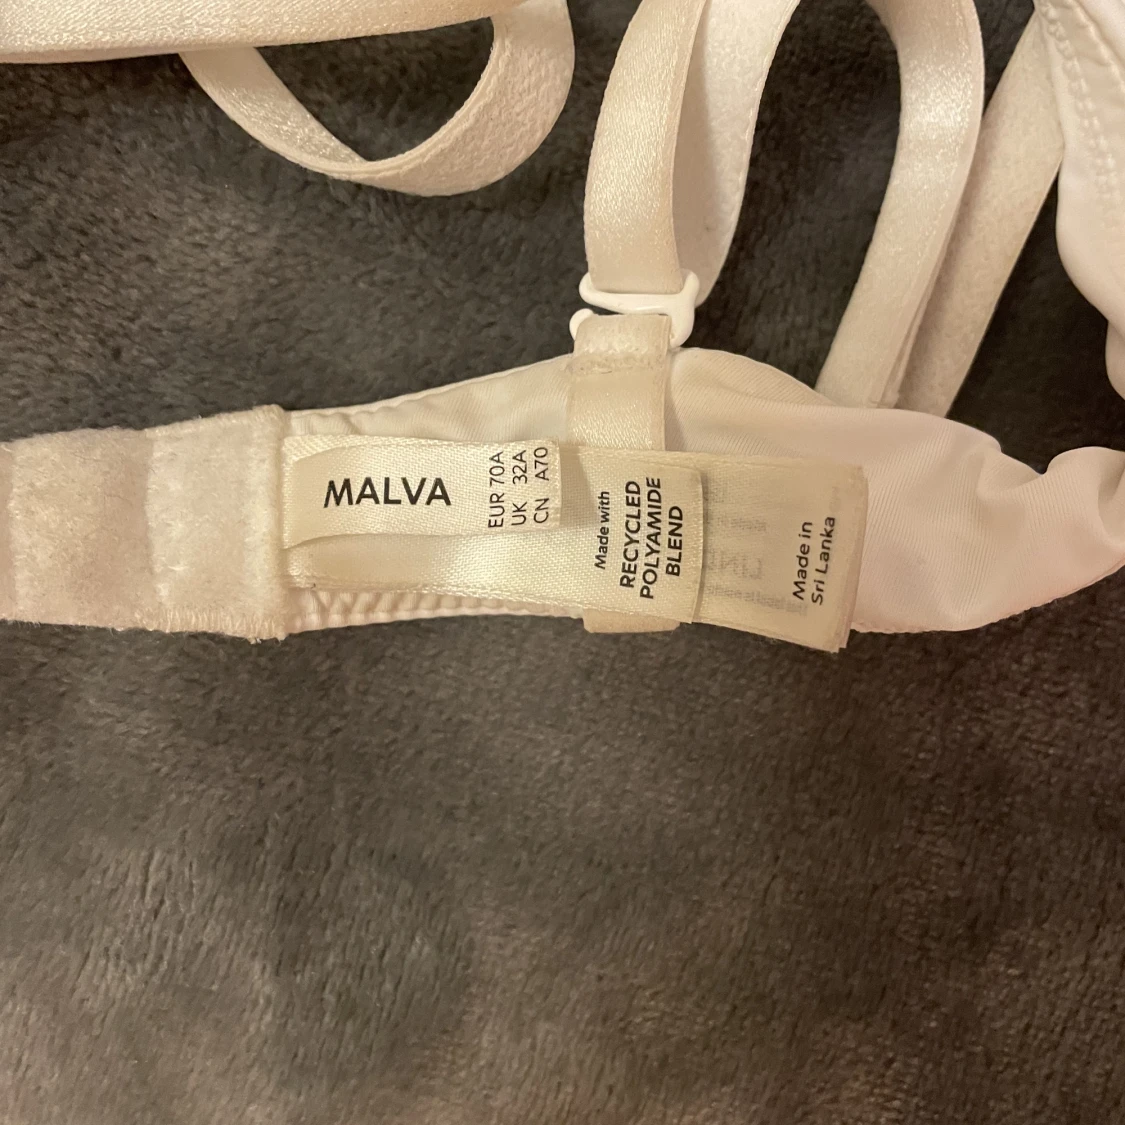 MALVA
EUR 70A
UK 32A
CN A70
Made with
RECYCLED
POLYAMIDE
BLEND
Made in
Sri Lanka